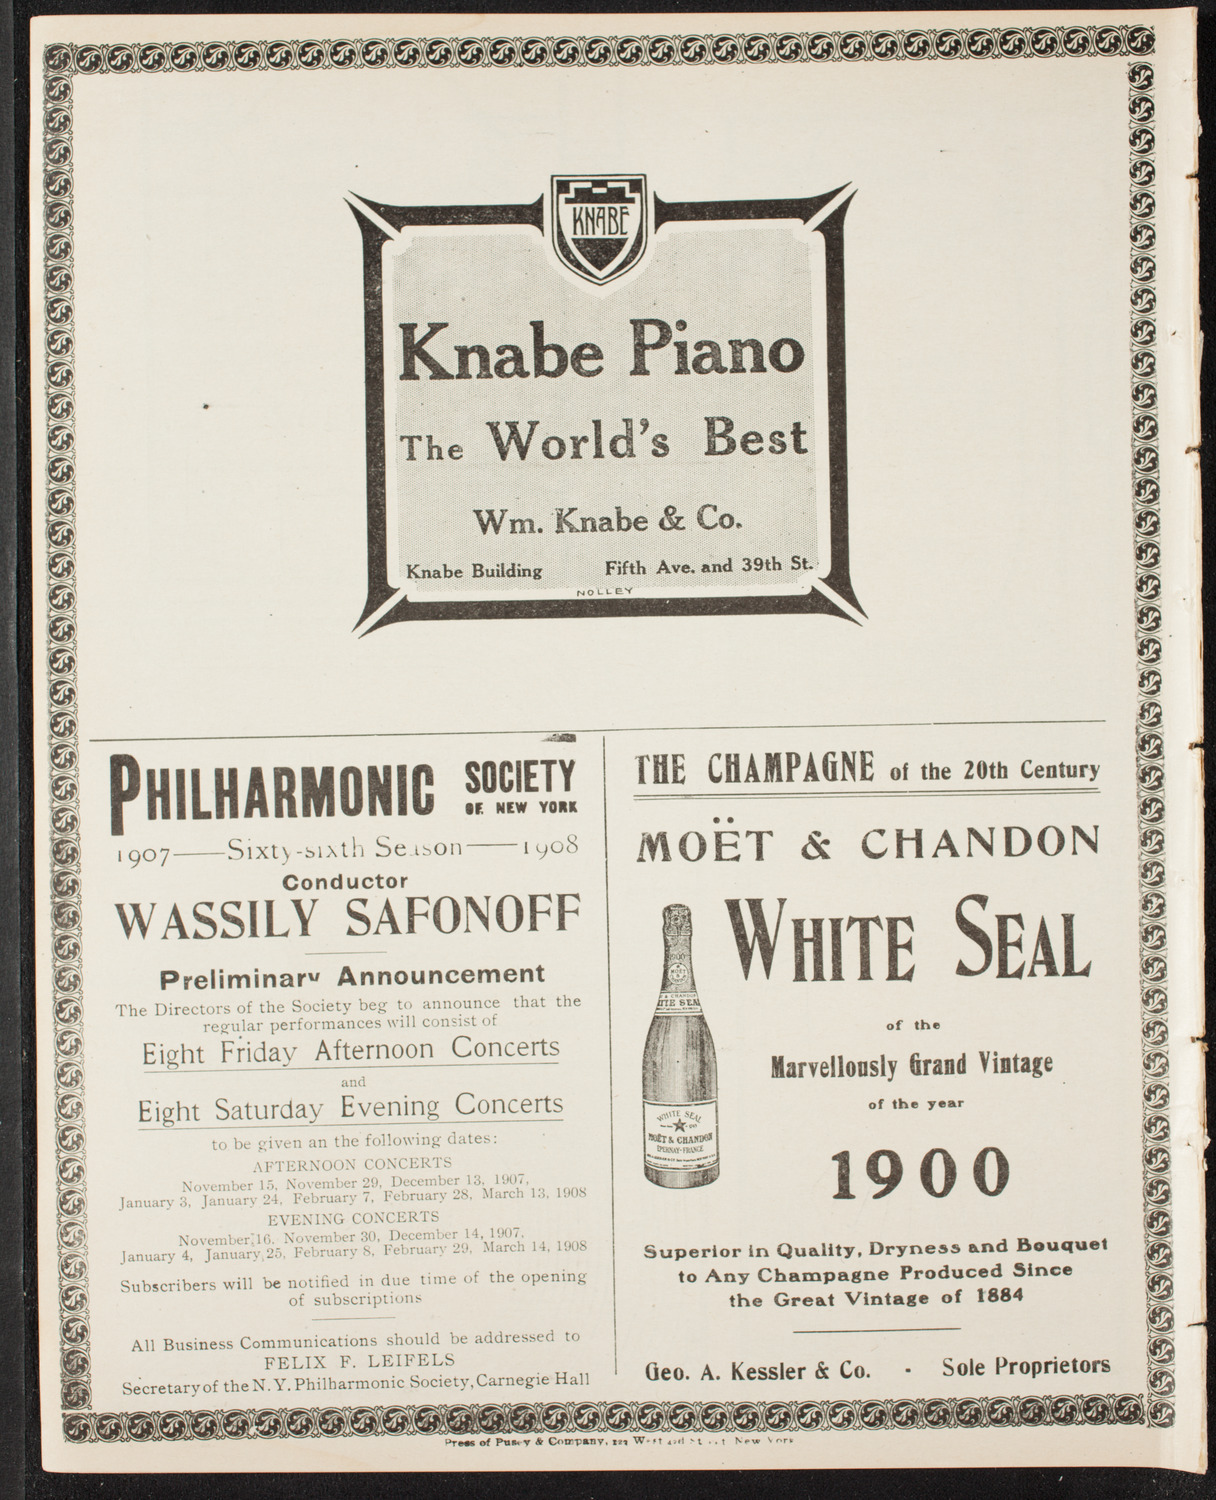 KNABE
Knabe Piano
The World's Best
Wm. Knabe & Co.
Knabe Building Fifth Ave. and 39th St.
NOLLEY
PHILHARMONIC SOCIETY
OF NEW YORK
1907——Sixty-sixth Season——1908
Conductor
WASSILY SAFONOFF
Preliminary Announcement
The Directors of the Society beg to announce that the
regular performances will consist of
Eight Friday Afternoon Concerts
and
Eight Saturday Evening Concerts
to be given an the following dates:
AFTERNOON CONCERTS
November 15, November 29, December 13, 1907,
January 3, January 24, February 7, February 28, March 13, 1908
EVENING CONCERTS
November 16, November 30, December 14, 1907,
January 4, January 25, February 8, February 29, March 14, 1908
Subscribers will be notified in due time of the opening
of subscriptions
All Business Communications should be addressed to
FELIX F. LEIFELS
Secretary of the N. Y. Philharmonic Society, Carnegie Hall
THE CHAMPAGNE of the 20th Century
MOËT & CHANDON
WHITE SEAL
of the
Marvellously Grand Vintage
of the year
1900
WHITE SEAL
MOËT & CHANDON
EPERNAY-FRANCE
Superior in Quality, Dryness and Bouquet
to Any Champagne Produced Since
the Great Vintage of 1884
Geo. A. Kessler & Co. - Sole Proprietors
Press of Pusey & Company, West New York